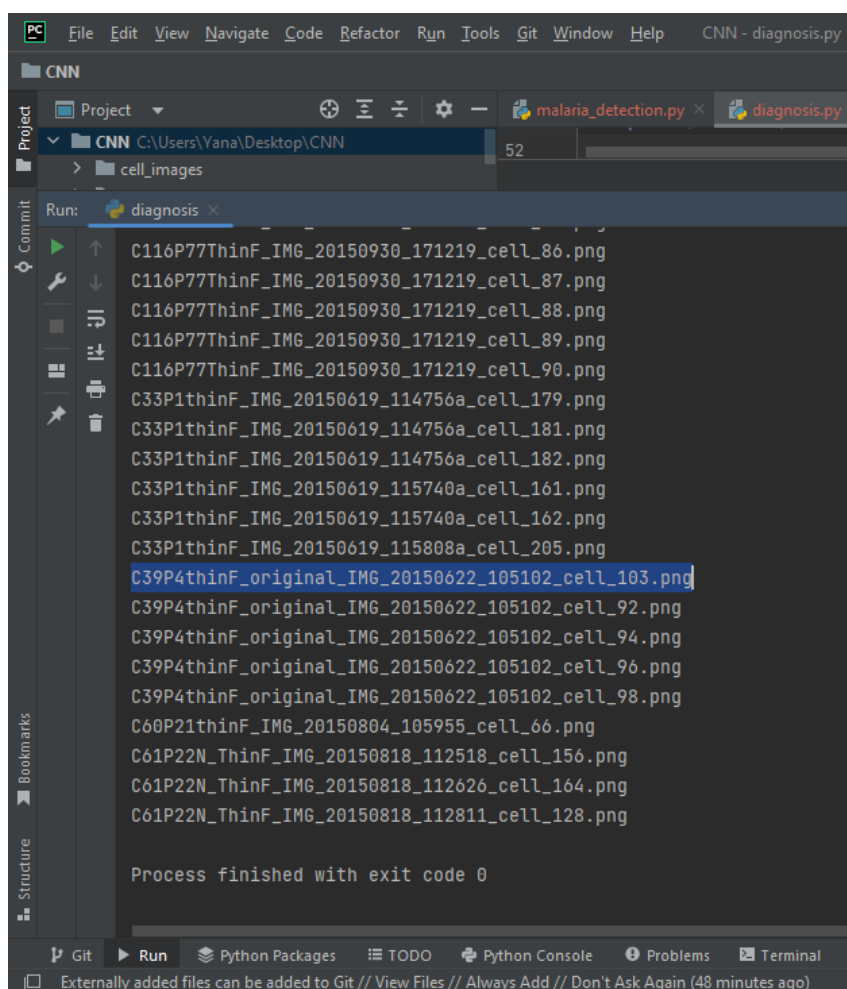 PC File Edit View Navigate Code Refactor Run Tools Git Window Help CNN - diagnosis.py
CNN
Project
Project malaria_detection.py diagnosis.py
CNN C:\Users\Yana\Desktop\CNN
52
cell_images
Commit
Run: diagnosis
C116P77ThinF_IMG_20150930_171219_cell_86.png
C116P77ThinF_IMG_20150930_171219_cell_87.png
C116P77ThinF_IMG_20150930_171219_cell_88.png
C116P77ThinF_IMG_20150930_171219_cell_89.png
C116P77ThinF_IMG_20150930_171219_cell_90.png
C33P1thinF_IMG_20150619_114756a_cell_179.png
C33P1thinF_IMG_20150619_114756a_cell_181.png
C33P1thinF_IMG_20150619_114756a_cell_182.png
C33P1thinF_IMG_20150619_115740a_cell_161.png
C33P1thinF_IMG_20150619_115740a_cell_162.png
C33P1thinF_IMG_20150619_115808a_cell_205.png
C39P4thinF_original_IMG_20150622_105102_cell_103.png
C39P4thinF_original_IMG_20150622_105102_cell_92.png
C39P4thinF_original_IMG_20150622_105102_cell_94.png
C39P4thinF_original_IMG_20150622_105102_cell_96.png
C39P4thinF_original_IMG_20150622_105102_cell_98.png
C60P21thinF_IMG_20150804_105955_cell_66.png
C61P22N_ThinF_IMG_20150818_112518_cell_156.png
C61P22N_ThinF_IMG_20150818_112626_cell_164.png
C61P22N_ThinF_IMG_20150818_112811_cell_128.png
Process finished with exit code 0
Bookmarks
Structure
Git Run Python Packages TODO Python Console Problems Terminal
Externally added files can be added to Git // View Files // Always Add // Don't Ask Again (48 minutes ago)